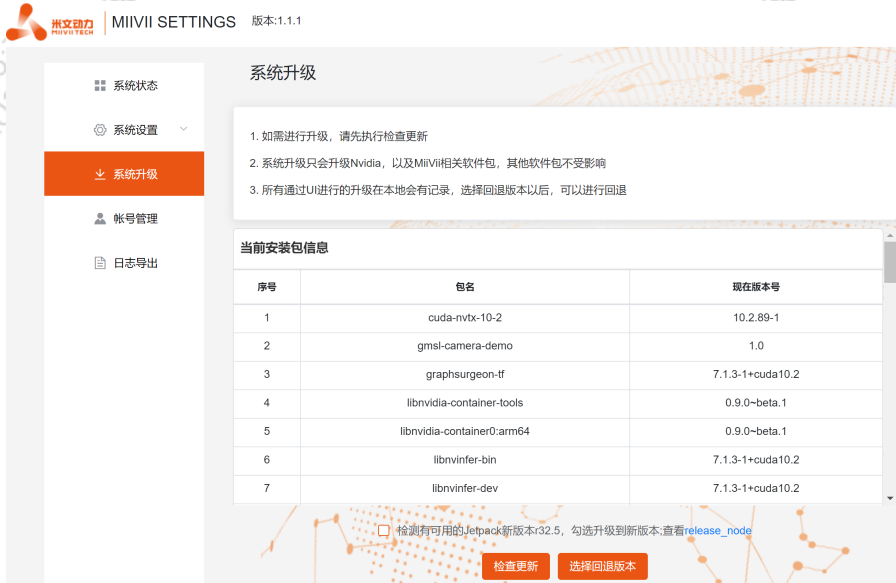 米文动力
MIIVII TECH
MIIVII SETTINGS
版本:1.1.1
系统状态
系统设置
系统升级
帐号管理
日志导出
系统升级
1. 如需进行升级，请先执行检查更新
2. 系统升级只会升级Nvidia，以及MiiVii相关软件包，其他软件包不受影响
3. 所有通过UI进行的升级在本地会有记录，选择回退版本以后，可以进行回退
当前安装包信息
序号 包名 现在版本号
1 cuda-nvtx-10-2 10.2.89-1
2 gmsl-camera-demo 1.0
3 graphsurgeon-tf 7.1.3-1+cuda10.2
4 libnvidia-container-tools 0.9.0~beta.1
5 libnvidia-container0:arm64 0.9.0~beta.1
6 libnvinfer-bin 7.1.3-1+cuda10.2
7 libnvinfer-dev 7.1.3-1+cuda10.2
检测有可用的Jetpack新版本r32.5，勾选升级到新版本;查看release_node
检查更新 选择回退版本